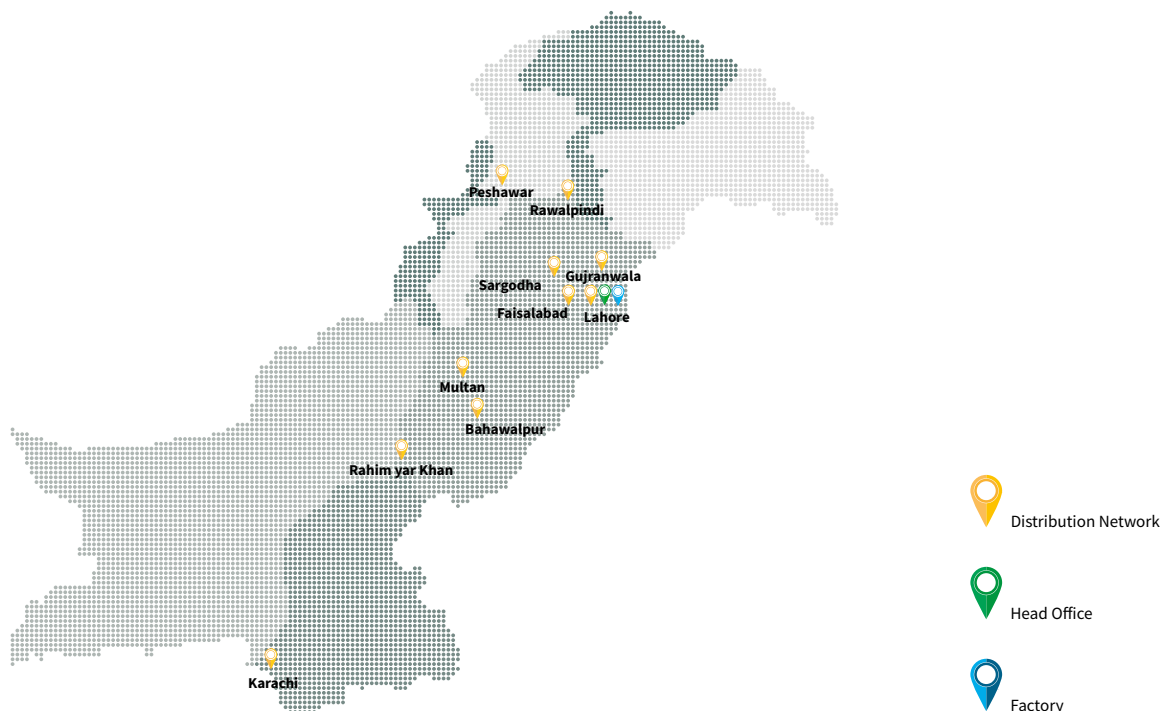 Peshawar
Rawalpindi
Gujranwala
Sargodha
Faisalabad
Lahore
Multan
Bahawalpur
Rahim yar Khan
Distribution Network
Head Office
Karachi
Factory